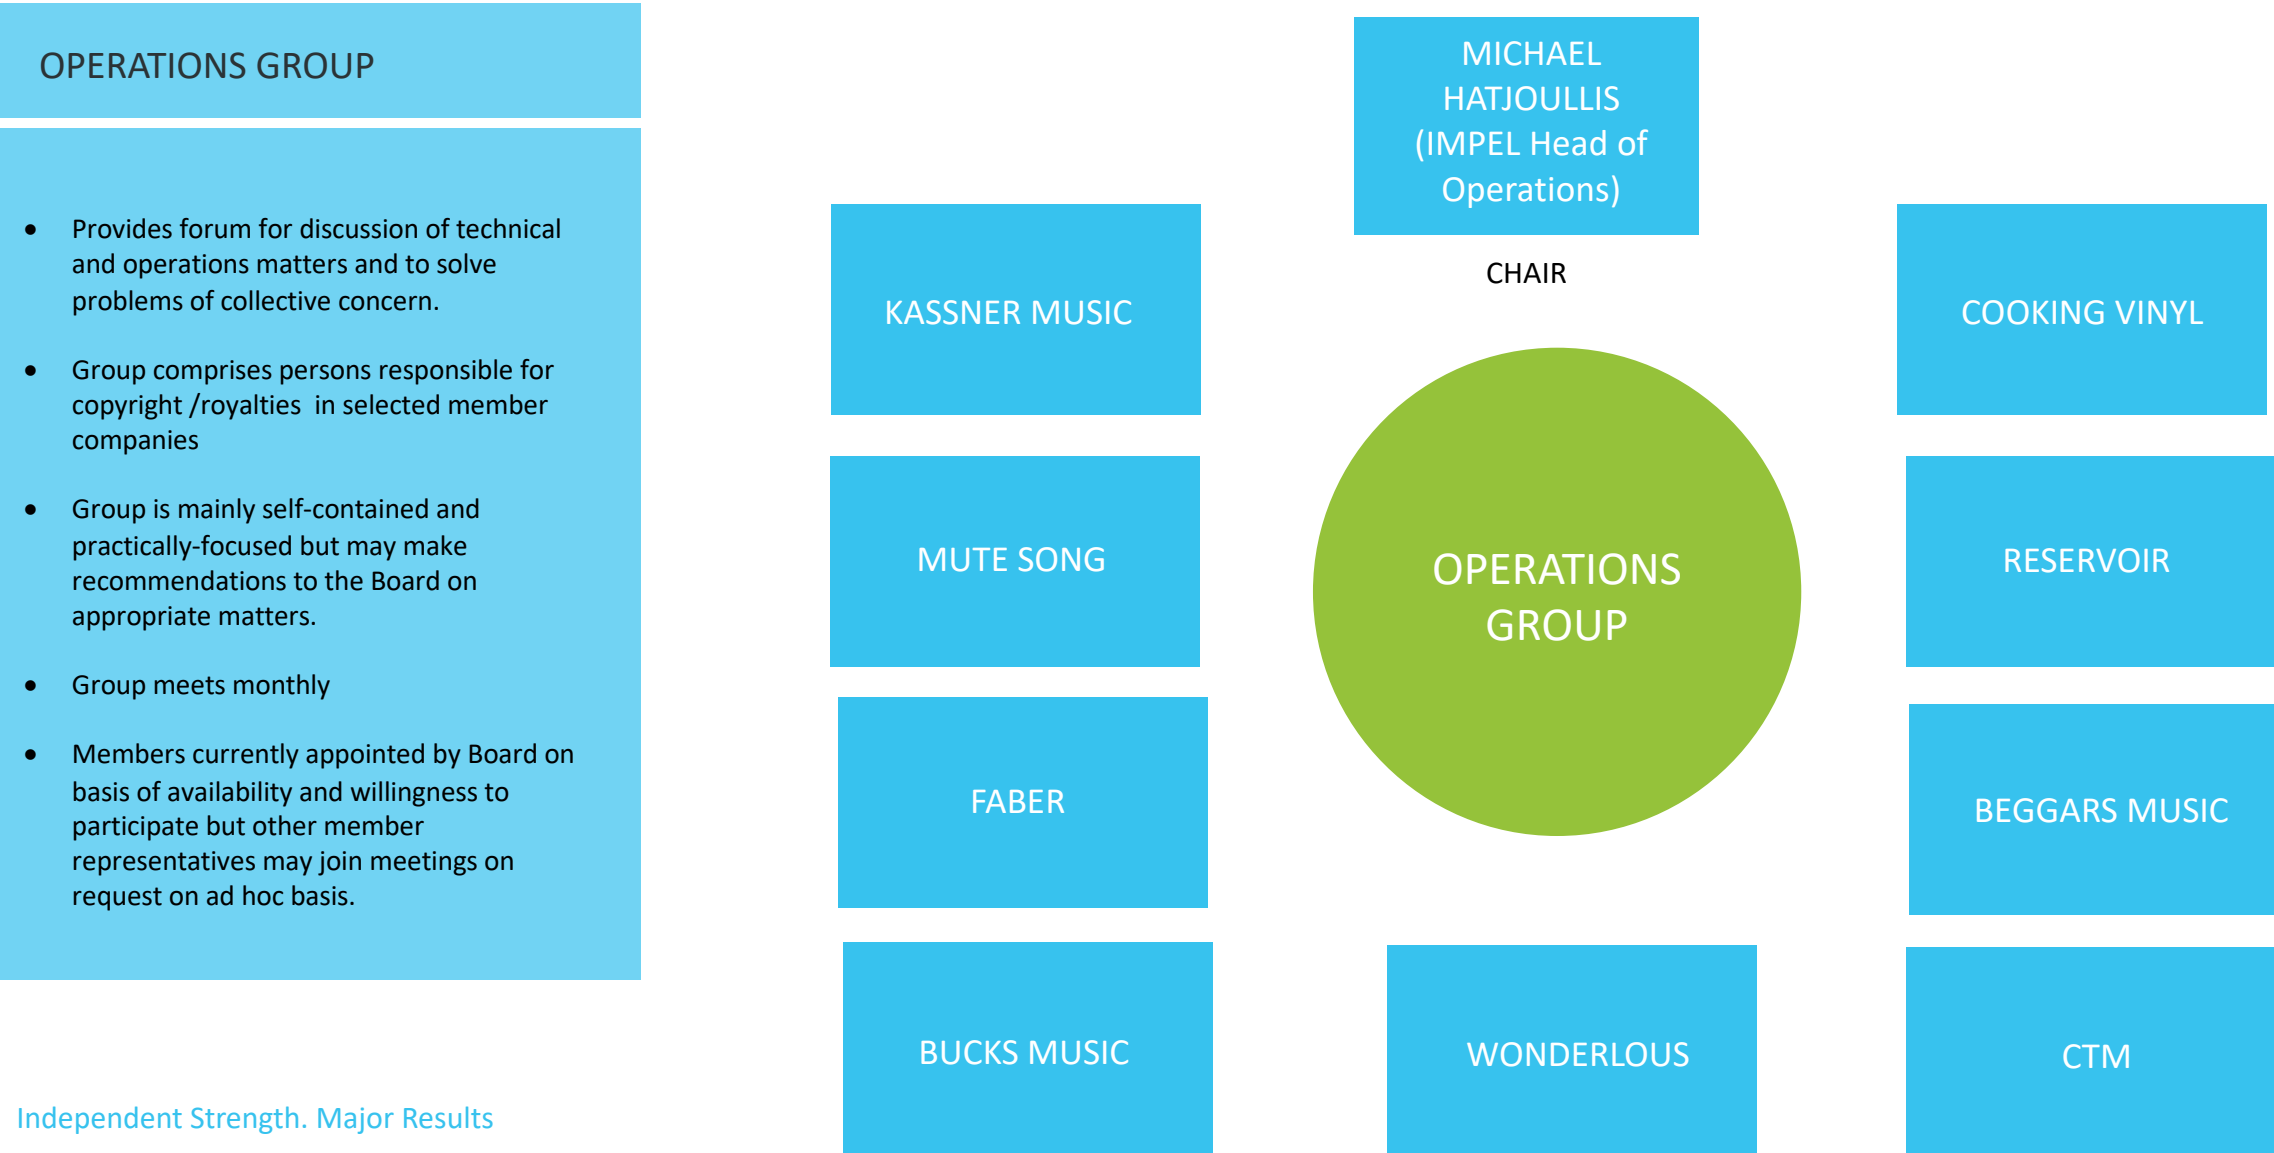 OPERATIONS GROUP
• Provides forum for discussion of technical
and operations matters and to solve
problems of collective concern.
• Group comprises persons responsible for
copyright /royalties  in selected member
companies
• Group is mainly self-contained and
practically-focused but may make
recommendations to the Board on
appropriate matters.
• Group meets monthly
• Members currently appointed by Board on
basis of availability and willingness to
participate but other member
representatives may join meetings on
request on ad hoc basis.
Independent Strength. Major Results
MICHAEL
HATJOULLIS
(IMPEL Head of
Operations)
CHAIR
KASSNER MUSIC
COOKING VINYL
MUTE SONG
OPERATIONS
GROUP
RESERVOIR
FABER
BEGGARS MUSIC
BUCKS MUSIC
WONDERLOUS
CTM